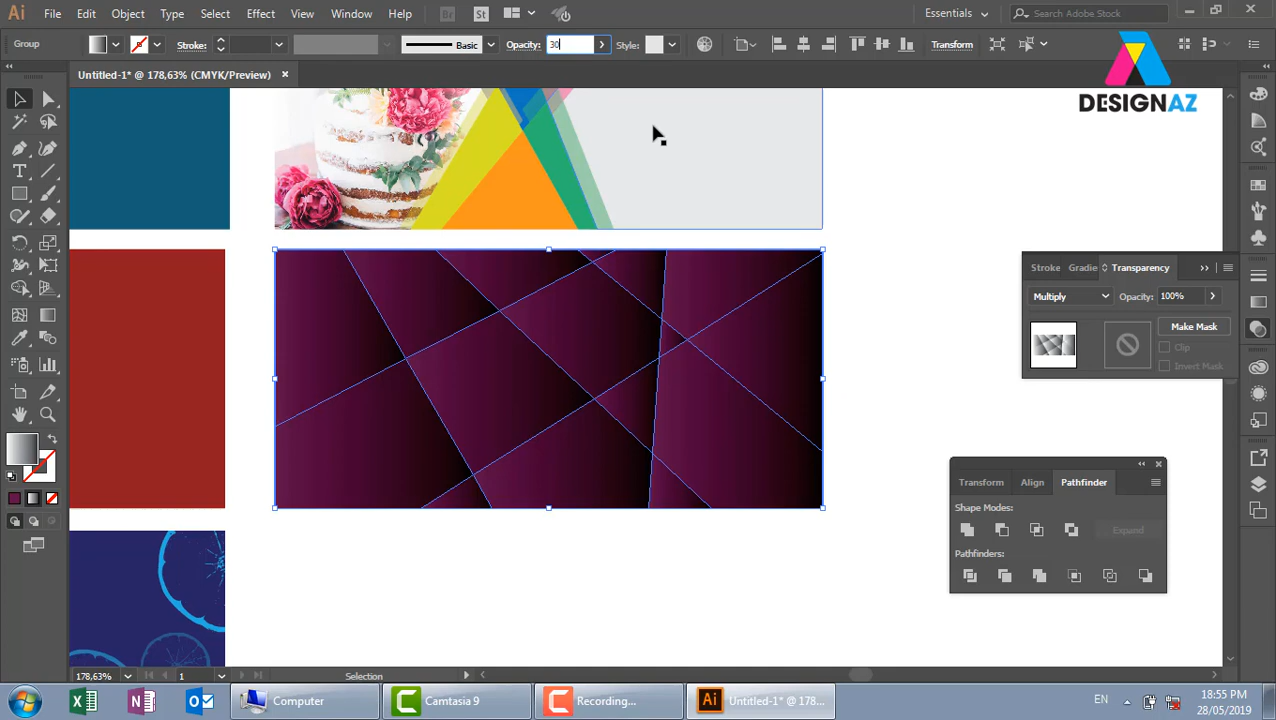 Ai File Edit Object Type Select Effect View Window Help Br St Essentials Search Adobe Stock
Group Stroke: Basic Opacity: 30 Style: Transform
Untitled-1* @ 178,63% (CMYK/Preview)
DESIGNAZ
Stroke Gradie Transparency
Multiply Opacity: 100%
Make Mask
Clip
Invert Mask
Transform Align Pathfinder
Shape Modes:
Expand
Pathfinders:
178,63% 1 Selection
Computer Camtasia 9 Recording... Untitled-1* @ 178... EN 18:55 PM
28/05/2019